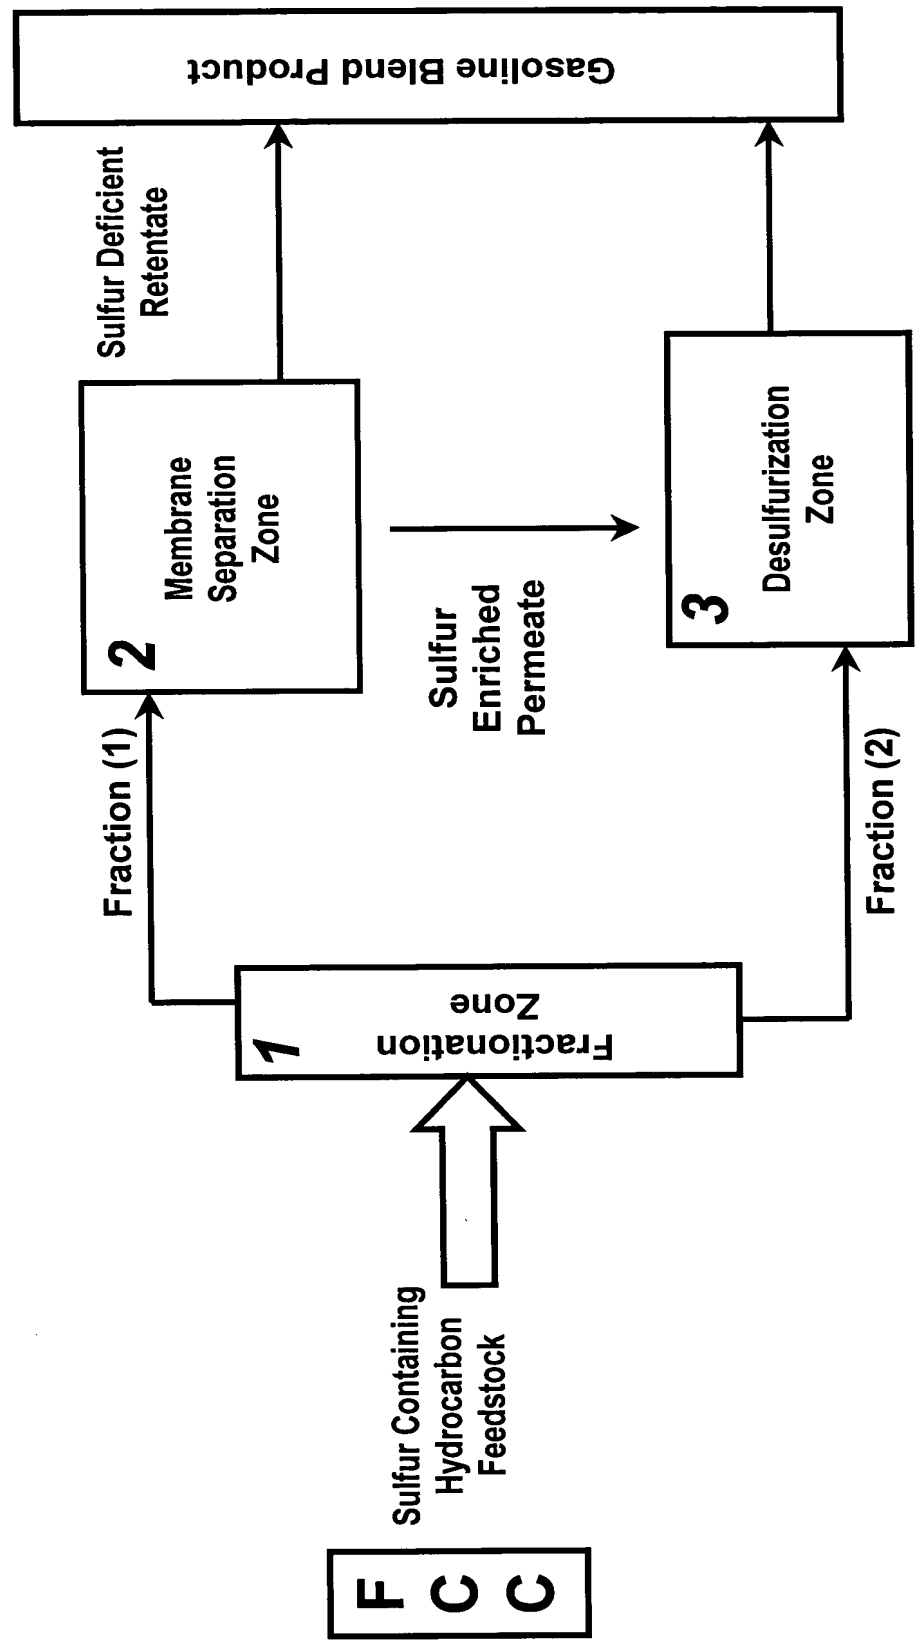 F
C
C
Sulfur Containing
Hydrocarbon
Feedstock
1
Fractionation
Zone
Fraction (1)
Fraction (2)
2
Membrane
Separation
Zone
Sulfur
Enriched
Permeate
3
Desulfurization
Zone
Sulfur Deficient
Retentate
Gasoline Blend Product